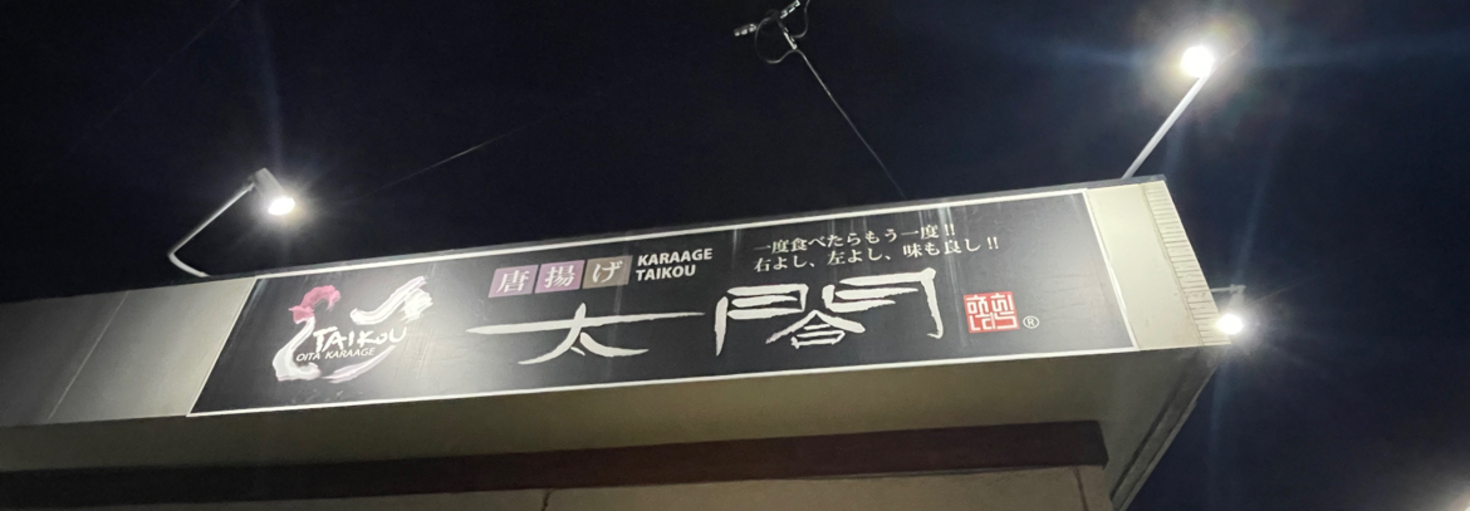 TAIKOU
OITA KARAAGE
唐揚げ
KARAAGE
TAIKOU
一度食べたらもう一度!!
右よし、左よし、味も良し!!
太閤
®